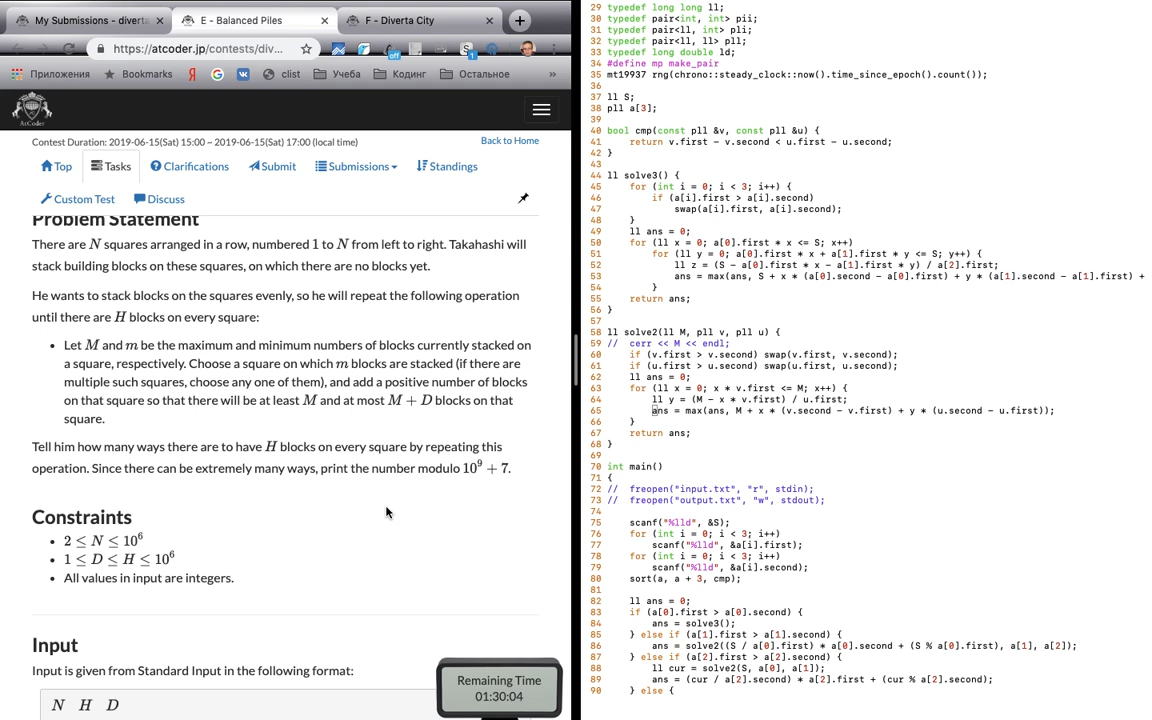 My Submissions - diverta
E - Balanced Piles
F - Diverta City
https://atcoder.jp/contests/div...
Приложения
Bookmarks
clist
Учеба
Кодинг
Остальное
»
AtCoder
Contest Duration: 2019-06-15(Sat) 15:00 ~ 2019-06-15(Sat) 17:00 (local time)
Back to Home
Top
Tasks
Clarifications
Submit
Submissions
Standings
Custom Test
Discuss
Problem Statement
There are N squares arranged in a row, numbered 1 to N from left to right. Takahashi will
stack building blocks on these squares, on which there are no blocks yet.
He wants to stack blocks on the squares evenly, so he will repeat the following operation
until there are H blocks on every square:
• Let M and m be the maximum and minimum numbers of blocks currently stacked on
a square, respectively. Choose a square on which m blocks are stacked (if there are
multiple such squares, choose any one of them), and add a positive number of blocks
on that square so that there will be at least M and at most M + D blocks on that
square.
Tell him how many ways there are to have H blocks on every square by repeating this
operation. Since there can be extremely many ways, print the number modulo 10⁹ + 7.
Constraints
• 2 ≤ N ≤ 10⁶
• 1 ≤ D ≤ H ≤ 10⁶
• All values in input are integers.
Input
Input is given from Standard Input in the following format:
N H D
Remaining Time
01:30:04
29 typedef long long ll;
30 typedef pair<int, int> pii;
31 typedef pair<ll, int> pli;
32 typedef pair<ll, ll> pll;
33 typedef long double ld;
34 #define mp make_pair
35 mt19937 rng(chrono::steady_clock::now().time_since_epoch().count());
36
37 ll S;
38 pll a[3];
39
40 bool cmp(const pll &v, const pll &u) {
41     return v.first - v.second < u.first - u.second;
42 }
43
44 ll solve3() {
45     for (int i = 0; i < 3; i++) {
46         if (a[i].first > a[i].second)
47             swap(a[i].first, a[i].second);
48     }
49     ll ans = 0;
50     for (ll x = 0; a[0].first * x <= S; x++)
51         for (ll y = 0; a[0].first * x + a[1].first * y <= S; y++) {
52             ll z = (S - a[0].first * x - a[1].first * y) / a[2].first;
53             ans = max(ans, S + x * (a[0].second - a[0].first) + y * (a[1].second - a[1].first) +
54         }
55     return ans;
56 }
57
58 ll solve2(ll M, pll v, pll u) {
59 //  cerr << M << endl;
60     if (v.first > v.second) swap(v.first, v.second);
61     if (u.first > u.second) swap(u.first, u.second);
62     ll ans = 0;
63     for (ll x = 0; x * v.first <= M; x++) {
64         ll y = (M - x * v.first) / u.first;
65         ans = max(ans, M + x * (v.second - v.first) + y * (u.second - u.first));
66     }
67     return ans;
68 }
69
70 int main()
71 {
72 //  freopen("input.txt", "r", stdin);
73 //  freopen("output.txt", "w", stdout);
74
75     scanf("%lld", &S);
76     for (int i = 0; i < 3; i++)
77         scanf("%lld", &a[i].first);
78     for (int i = 0; i < 3; i++)
79         scanf("%lld", &a[i].second);
80     sort(a, a + 3, cmp);
81
82     ll ans = 0;
83     if (a[0].first > a[0].second) {
84         ans = solve3();
85     } else if (a[1].first > a[1].second) {
86         ans = solve2((S / a[0].first) * a[0].second + (S % a[0].first), a[1], a[2]);
87     } else if (a[2].first > a[2].second) {
88         ll cur = solve2(S, a[0], a[1]);
89         ans = (cur / a[2].second) * a[2].first + (cur % a[2].second);
90     } else {